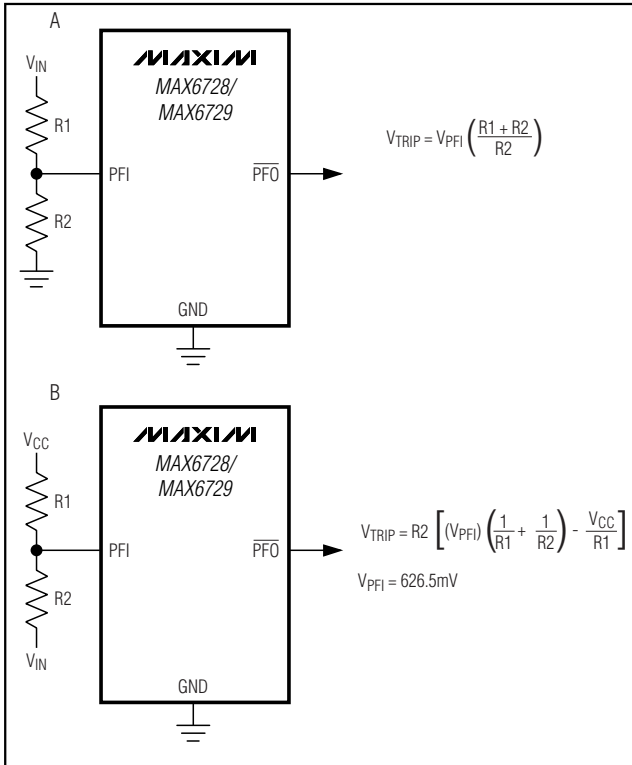 A
VIN
R1
R2
MAXIM
MAX6728/
MAX6729
PFI
PFO
GND
VTRIP = VPFI (R1 + R2 / R2)
B
VCC
R1
R2
VIN
MAXIM
MAX6728/
MAX6729
PFI
PFO
GND
VTRIP = R2 [(VPFI) (1/R1 + 1/R2) - VCC/R1]
VPFI = 626.5mV